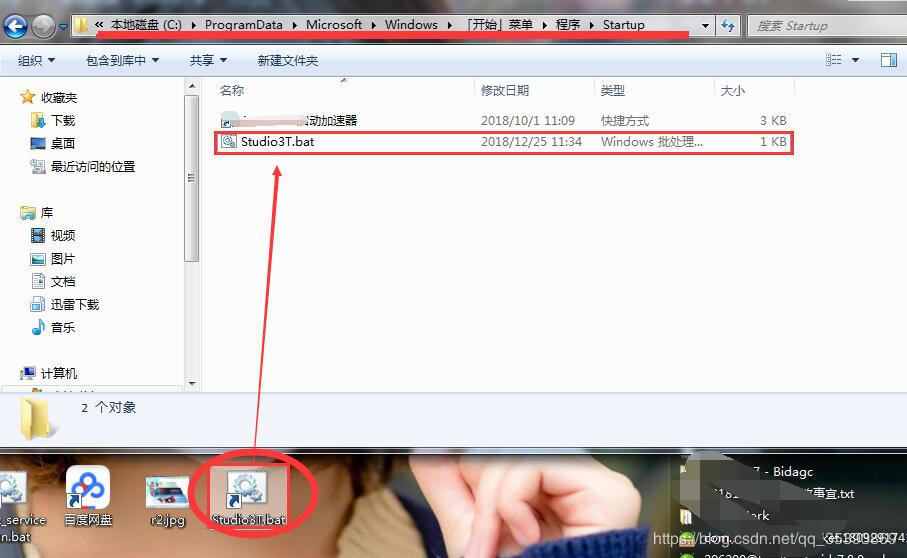 « 本地磁盘 (C:) ▸ ProgramData ▸ Microsoft ▸ Windows ▸ 「开始」菜单 ▸ 程序 ▸ Startup
搜索 Startup
组织 包含到库中 共享 新建文件夹
收藏夹
下载
桌面
最近访问的位置
库
视频
图片
文档
迅雷下载
音乐
计算机
名称 修改日期 类型 大小
动加速器 2018/10/1 11:09 快捷方式 3 KB
Studio3T.bat 2018/12/25 11:34 Windows 批处理... 1 KB
2 个对象
_service
n.bat
百度网盘
r2.jpg
Studio3T.bat
7 - Bidagc
事宜.txt
https://blog.csdn.net/qq_